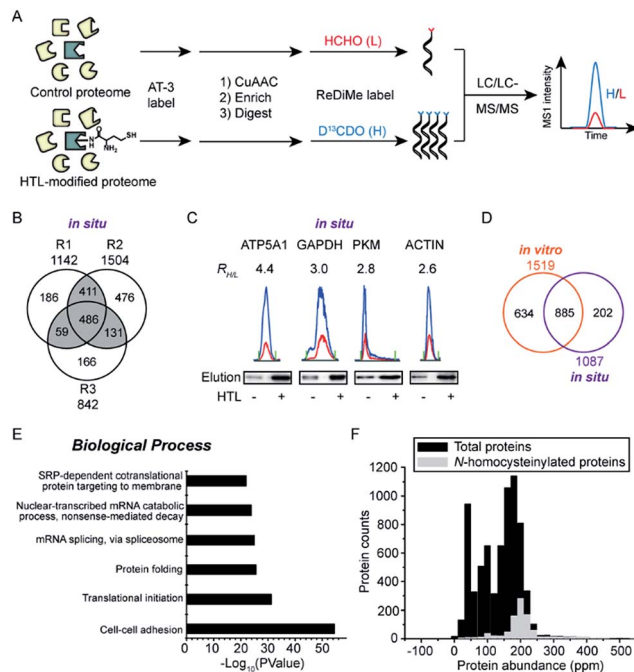 A
Control proteome
HTL-modified proteome
SH
NH
O
NH₂
AT-3
label
1) CuAAC
2) Enrich
3) Digest
HCHO (L)
ReDiMe label
D¹³CDO (H)
LC/LC-
MS/MS
MS1 intensity
H/L
Time
B
in situ
R1
1142
R2
1504
186
411
476
486
59
131
166
R3
842
C
in situ
ATP5A1 GAPDH PKM ACTIN
R H/L 4.4 3.0 2.8 2.6
Elution
HTL - + - + - + - +
D
in vitro
1519
634 885 202
1087
in situ
E
Biological Process
SRP-dependent cotranslational
protein targeting to membrane
Nuclear-transcribed mRNA catabolic
process, nonsense-mediated decay
mRNA splicing, via spliceosome
Protein folding
Translational initiation
Cell-cell adhesion
0 10 20 30 40 50
-Log₁₀(PValue)
F
Total proteins
N-homocysteinylated proteins
Protein counts
1200
1000
800
600
400
200
0
-100 0 100 200 300 400 500
Protein abundance (ppm)